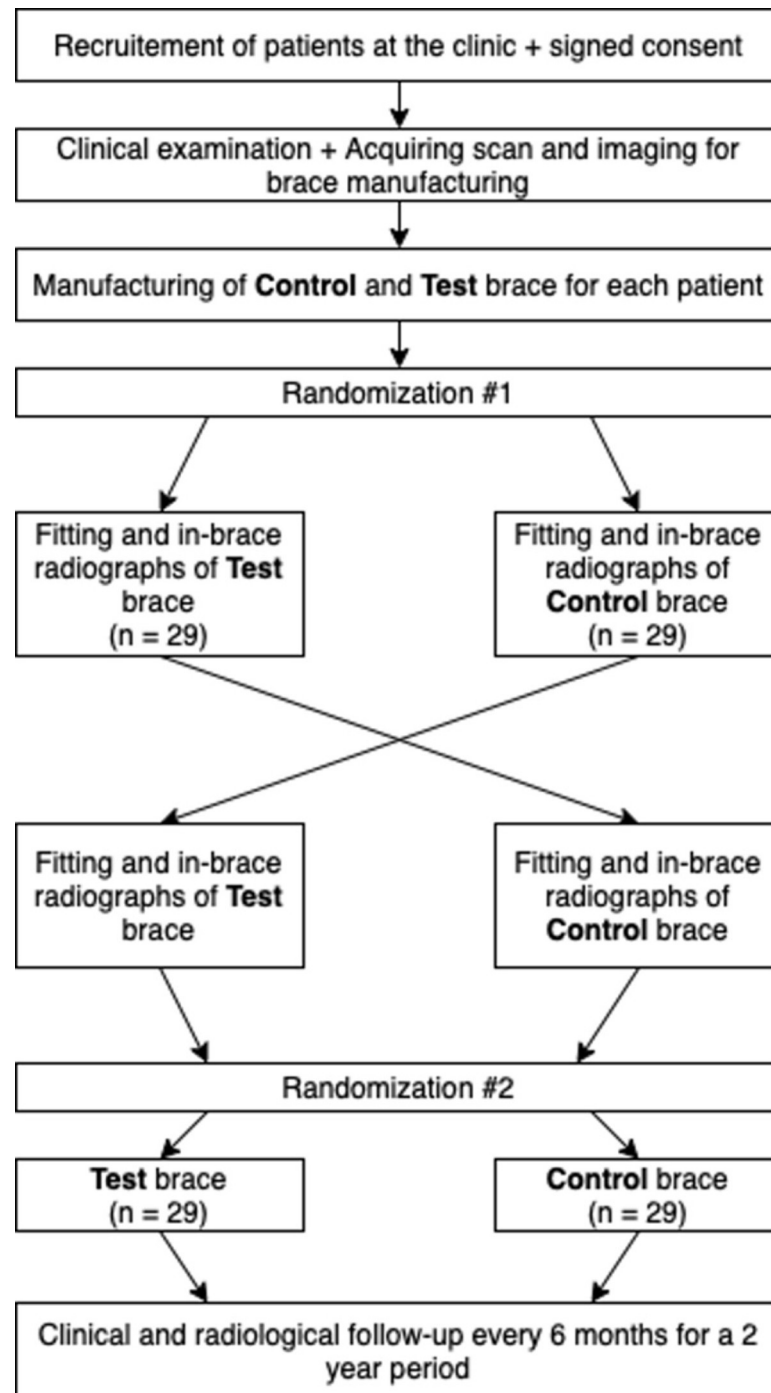 Recruitement of patients at the clinic + signed consent
Clinical examination + Acquiring scan and imaging for
brace manufacturing
Manufacturing of Control and Test brace for each patient
Randomization #1
Fitting and in-brace
radiographs of Test
brace
(n = 29)
Fitting and in-brace
radiographs of
Control brace
(n = 29)
Fitting and in-brace
radiographs of Test
brace
Fitting and in-brace
radiographs of
Control brace
Randomization #2
Test brace
(n = 29)
Control brace
(n = 29)
Clinical and radiological follow-up every 6 months for a 2
year period